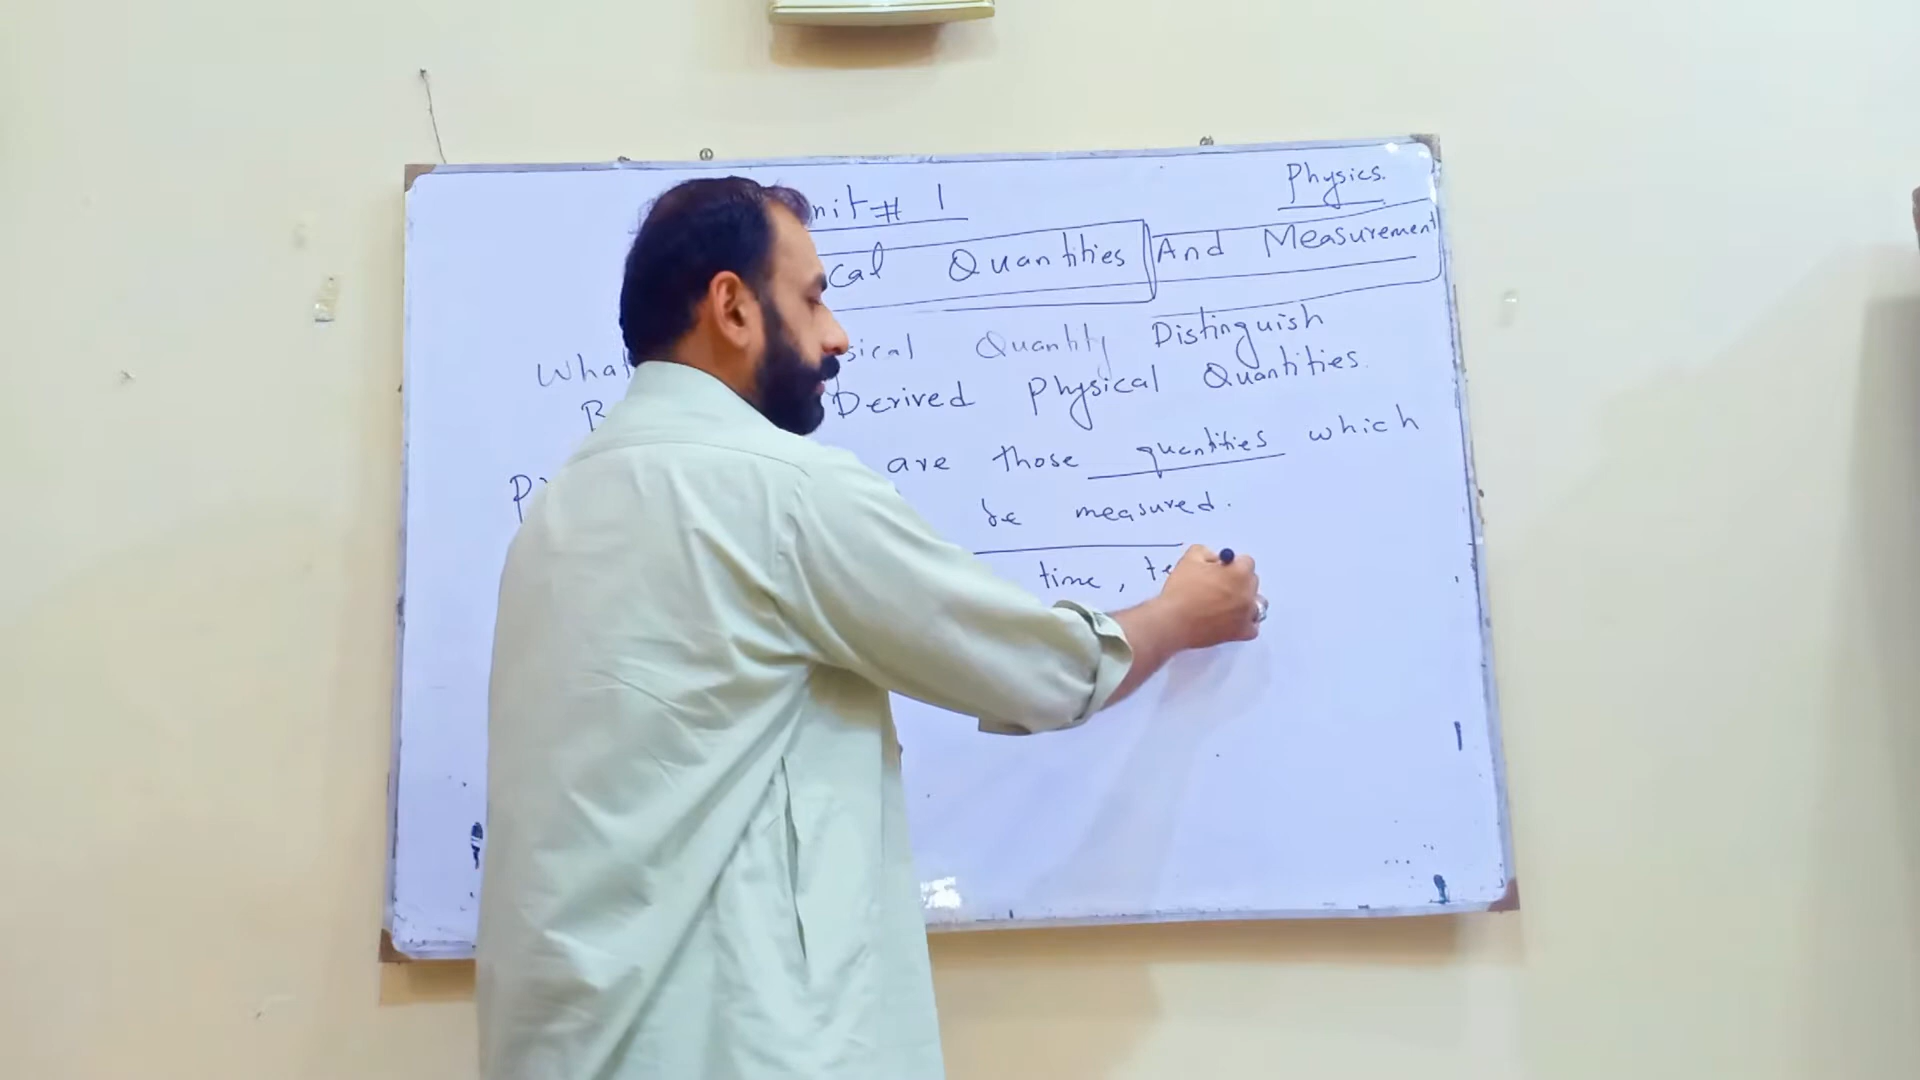 Physics.
nit # 1
cal Quantities And Measurement
What sical Quantity Distinguish
B Derived Physical Quantities.
are those quantities which
be measured.
time, te